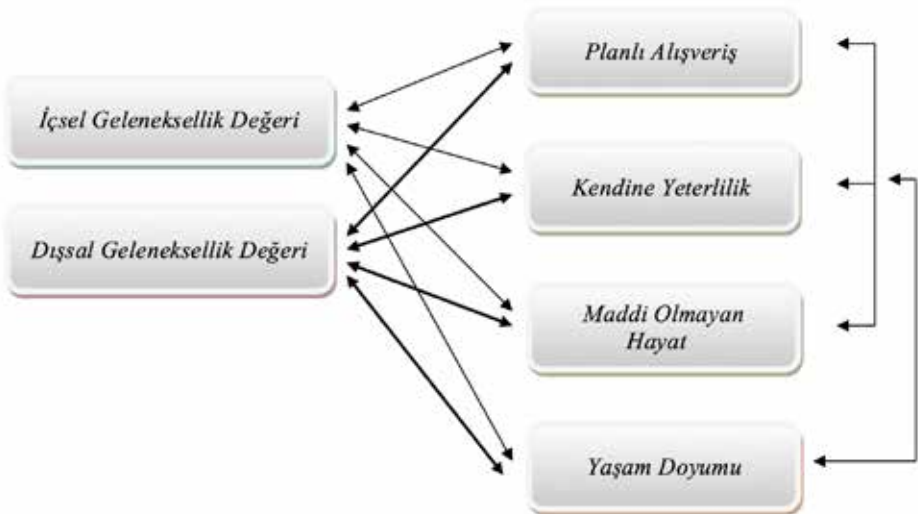 Planlı Alışveriş
İçsel Geleneksellik Değeri
Kendine Yeterlilik
Dışsal Geleneksellik Değeri
Maddi Olmayan
Hayat
Yaşam Doyumu